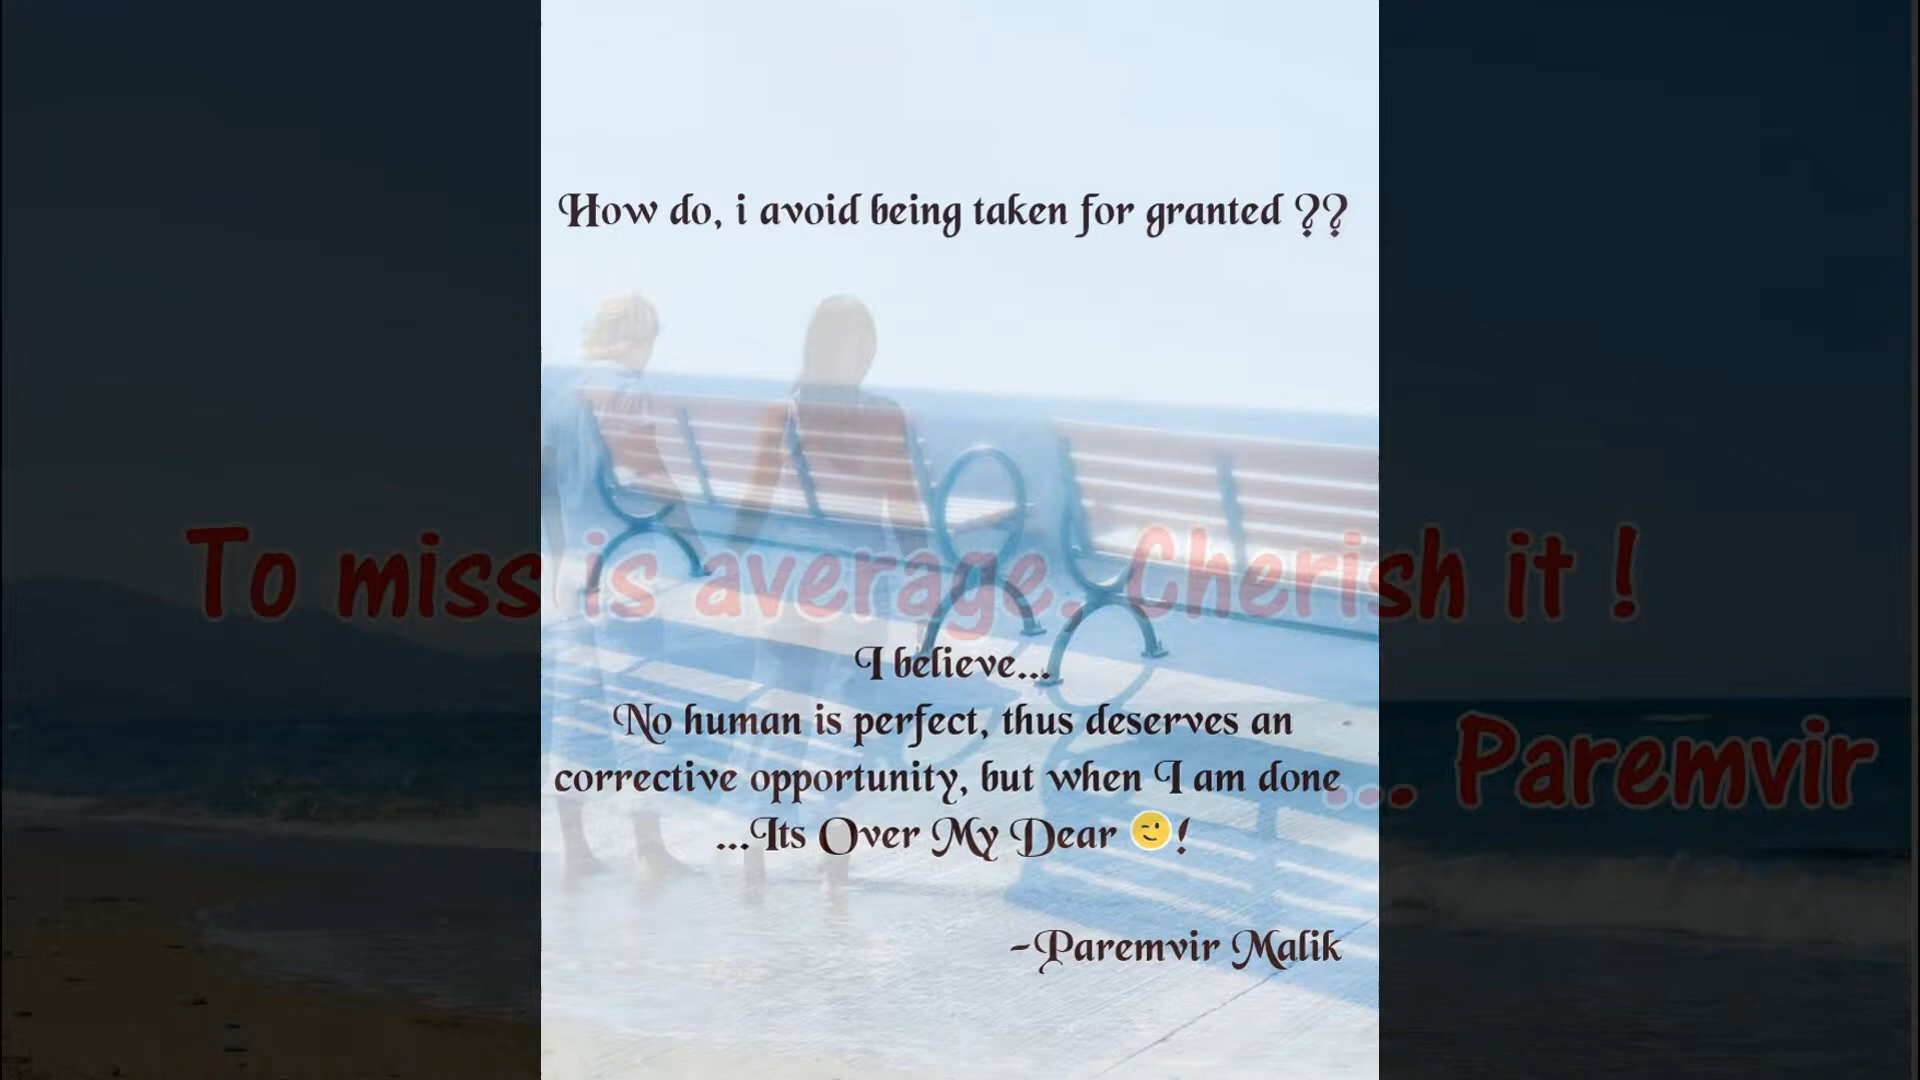 How do, i avoid being taken for granted ??
To miss is average. Cherish it !
I believe...
No human is perfect, thus deserves an
... Paremvir
corrective opportunity, but when I am done
...Its Over My Dear 😉!
-Paremvir Malik